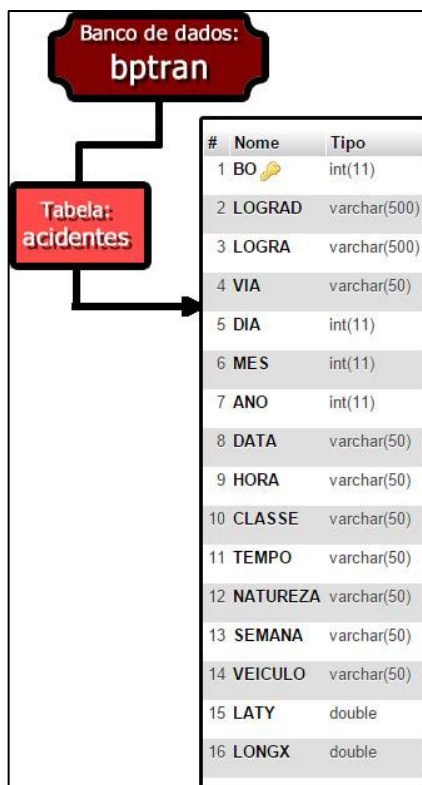 Banco de dados:
bptran
Tabela:
acidentes
# Nome Tipo
1 BO int(11)
2 LOGRAD varchar(500)
3 LOGRA varchar(500)
4 VIA varchar(50)
5 DIA int(11)
6 MES int(11)
7 ANO int(11)
8 DATA varchar(50)
9 HORA varchar(50)
10 CLASSE varchar(50)
11 TEMPO varchar(50)
12 NATUREZA varchar(50)
13 SEMANA varchar(50)
14 VEICULO varchar(50)
15 LATY double
16 LONGX double